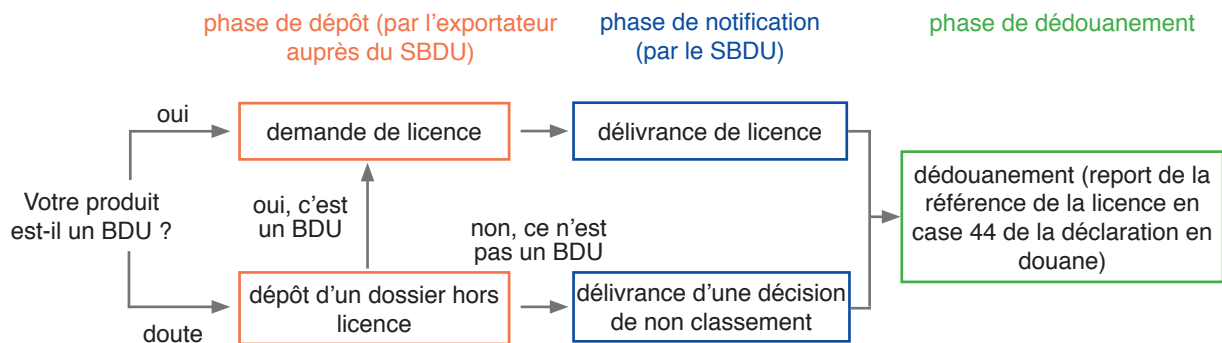 phase de dépôt (par l'exportateur
auprès du SBDU)
phase de notification
(par le SBDU)
phase de dédouanement
oui
demande de licence
délivrance de licence
Votre produit
est-il un BDU ?
oui, c'est
un BDU
non, ce n'est
pas un BDU
dédouanement (report de la
référence de la licence en
case 44 de la déclaration en
douane)
doute
dépôt d'un dossier hors
licence
délivrance d'une décision
de non classement